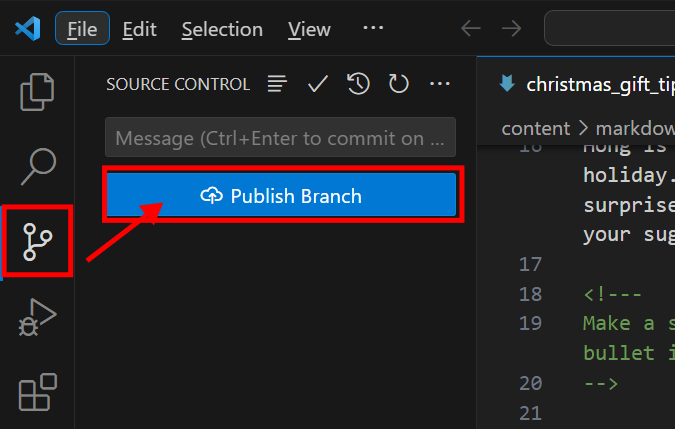 File Edit Selection View ...
SOURCE CONTROL ...
christmas_gift_tip
Message (Ctrl+Enter to commit on ...
content > markdow
Publish Branch
16 Hong is
holiday.
surprise
your sug
17
18 <!---
19 Make a s
bullet i
20 -->
21